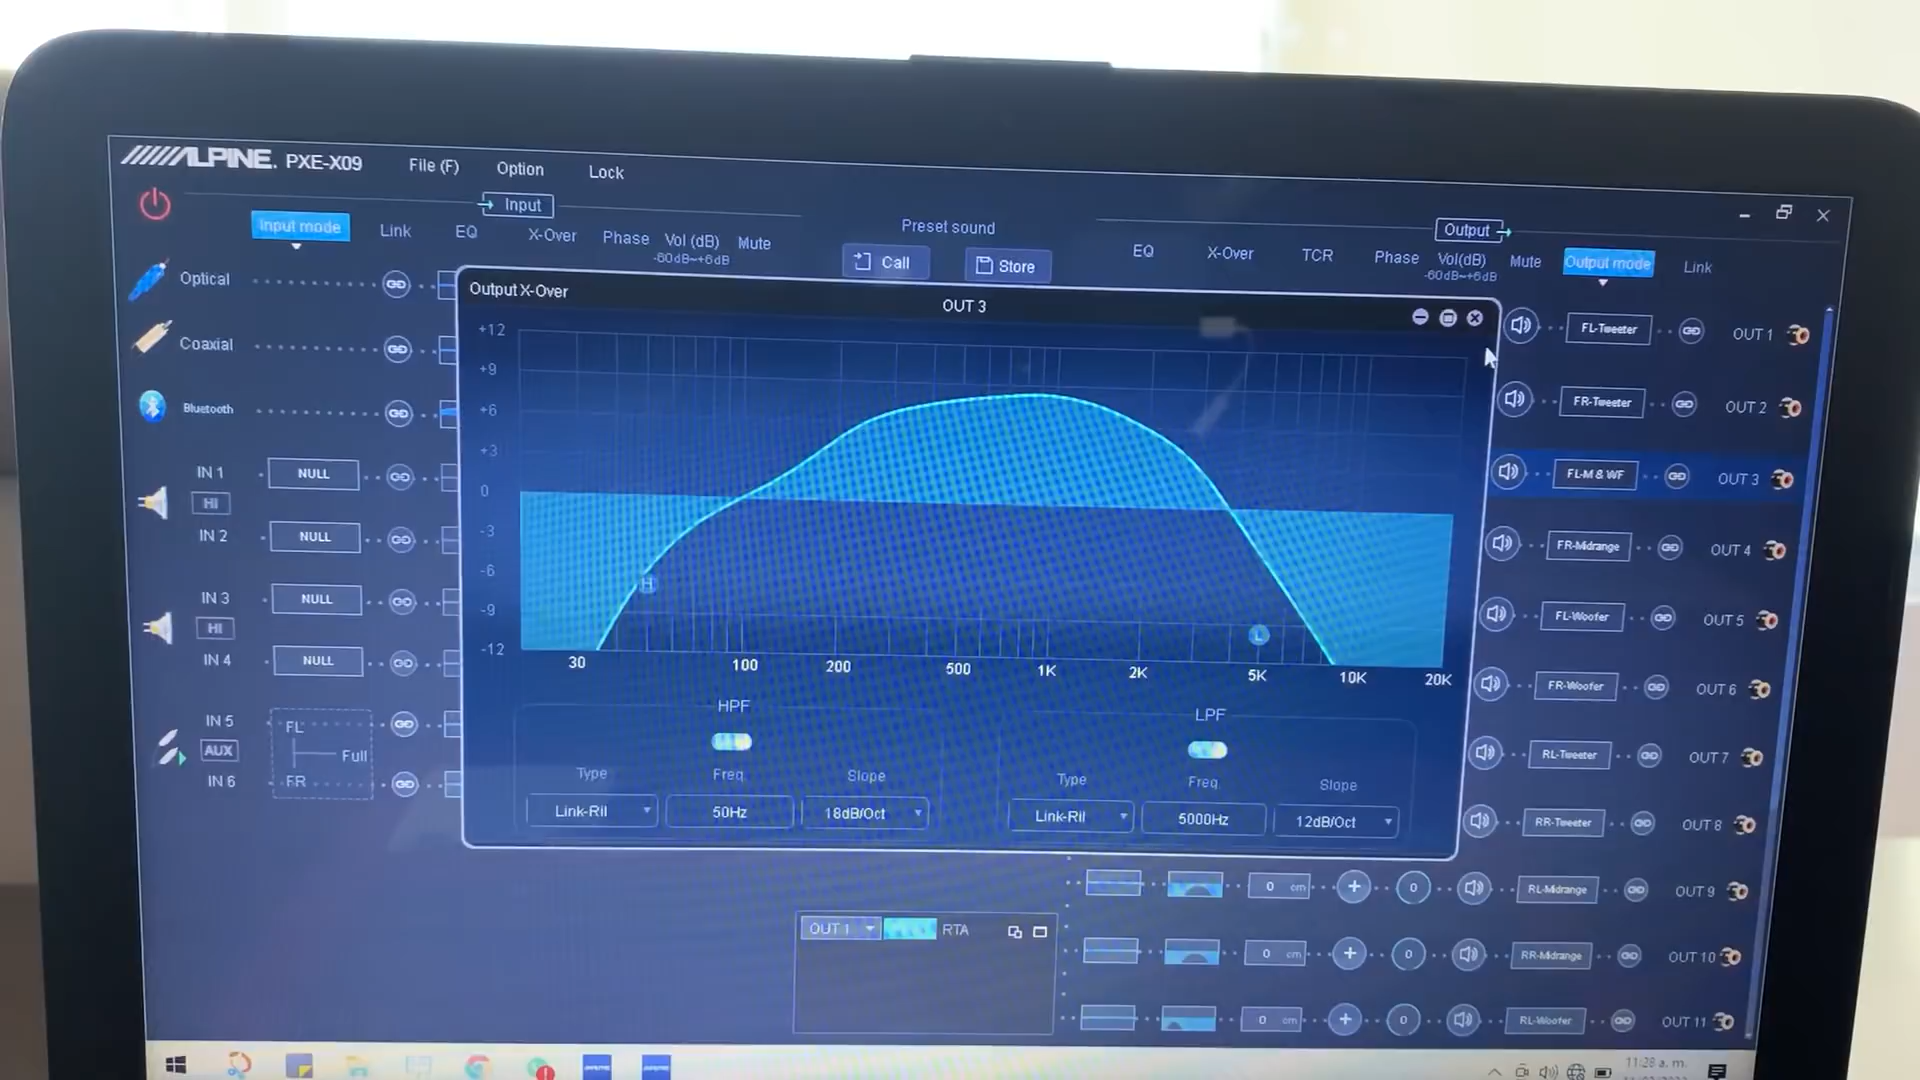 ALPINE. PXE-X09 File (F) Option Lock
Input
Input mode Link EQ X-Over Phase Vol (dB) Mute
-80dB~+6dB
Preset sound
Call Store
Output
EQ X-Over TCR Phase Vol(dB) Mute Output mode Link
-60dB~+6dB
Optical
Coaxial
Bluetooth
IN 1 NULL
HI
IN 2 NULL
IN 3 NULL
HI
IN 4 NULL
IN 5 FL
AUX Full
IN 6 FR
Output X-Over
OUT 3
+12
+9
+6
+3
0
-3
-6
-9
-12
H
L
30 100 200 500 1K 2K 5K 10K 20K
HPF
Type Freq Slope
Link-Ril 50Hz 18dB/Oct
LPF
Type Freq. Slope
Link-Ril 5000Hz 12dB/Oct
FL-Tweeter OUT 1
FR-Tweeter OUT 2
FL-M & WF OUT 3
FR-Midrange OUT 4
FL-Woofer OUT 5
FR-Woofer OUT 6
RL-Tweeter OUT 7
RR-Tweeter OUT 8
0 cm + 0 RL-Midrange OUT 9
0 cm + 0 RR-Midrange OUT 10
0 cm + 0 RL-Woofer OUT 11
OUT 1 RTA
11:28 a. m.